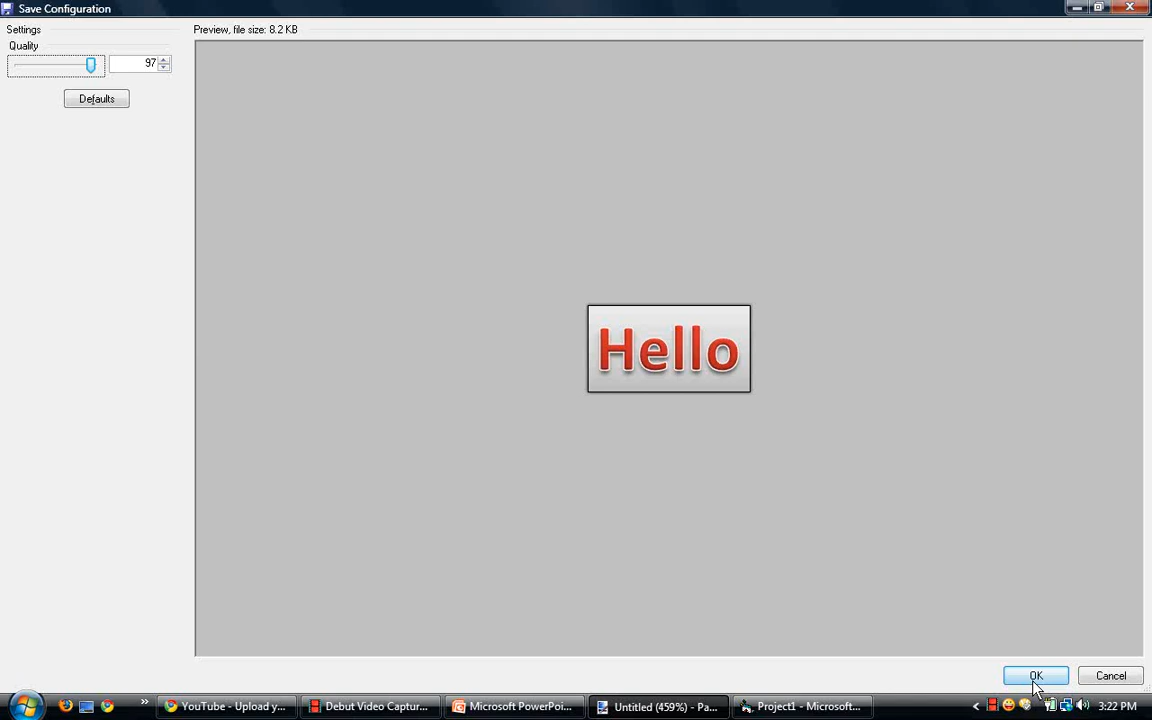 Save Configuration
Settings
Preview, file size: 8.2 KB
Quality
97
Defaults
Hello
OK
Cancel
YouTube - Upload y...
Debut Video Captur...
Microsoft PowerPoi...
Untitled (459%) - Pa...
Project1 - Microsoft...
3:22 PM